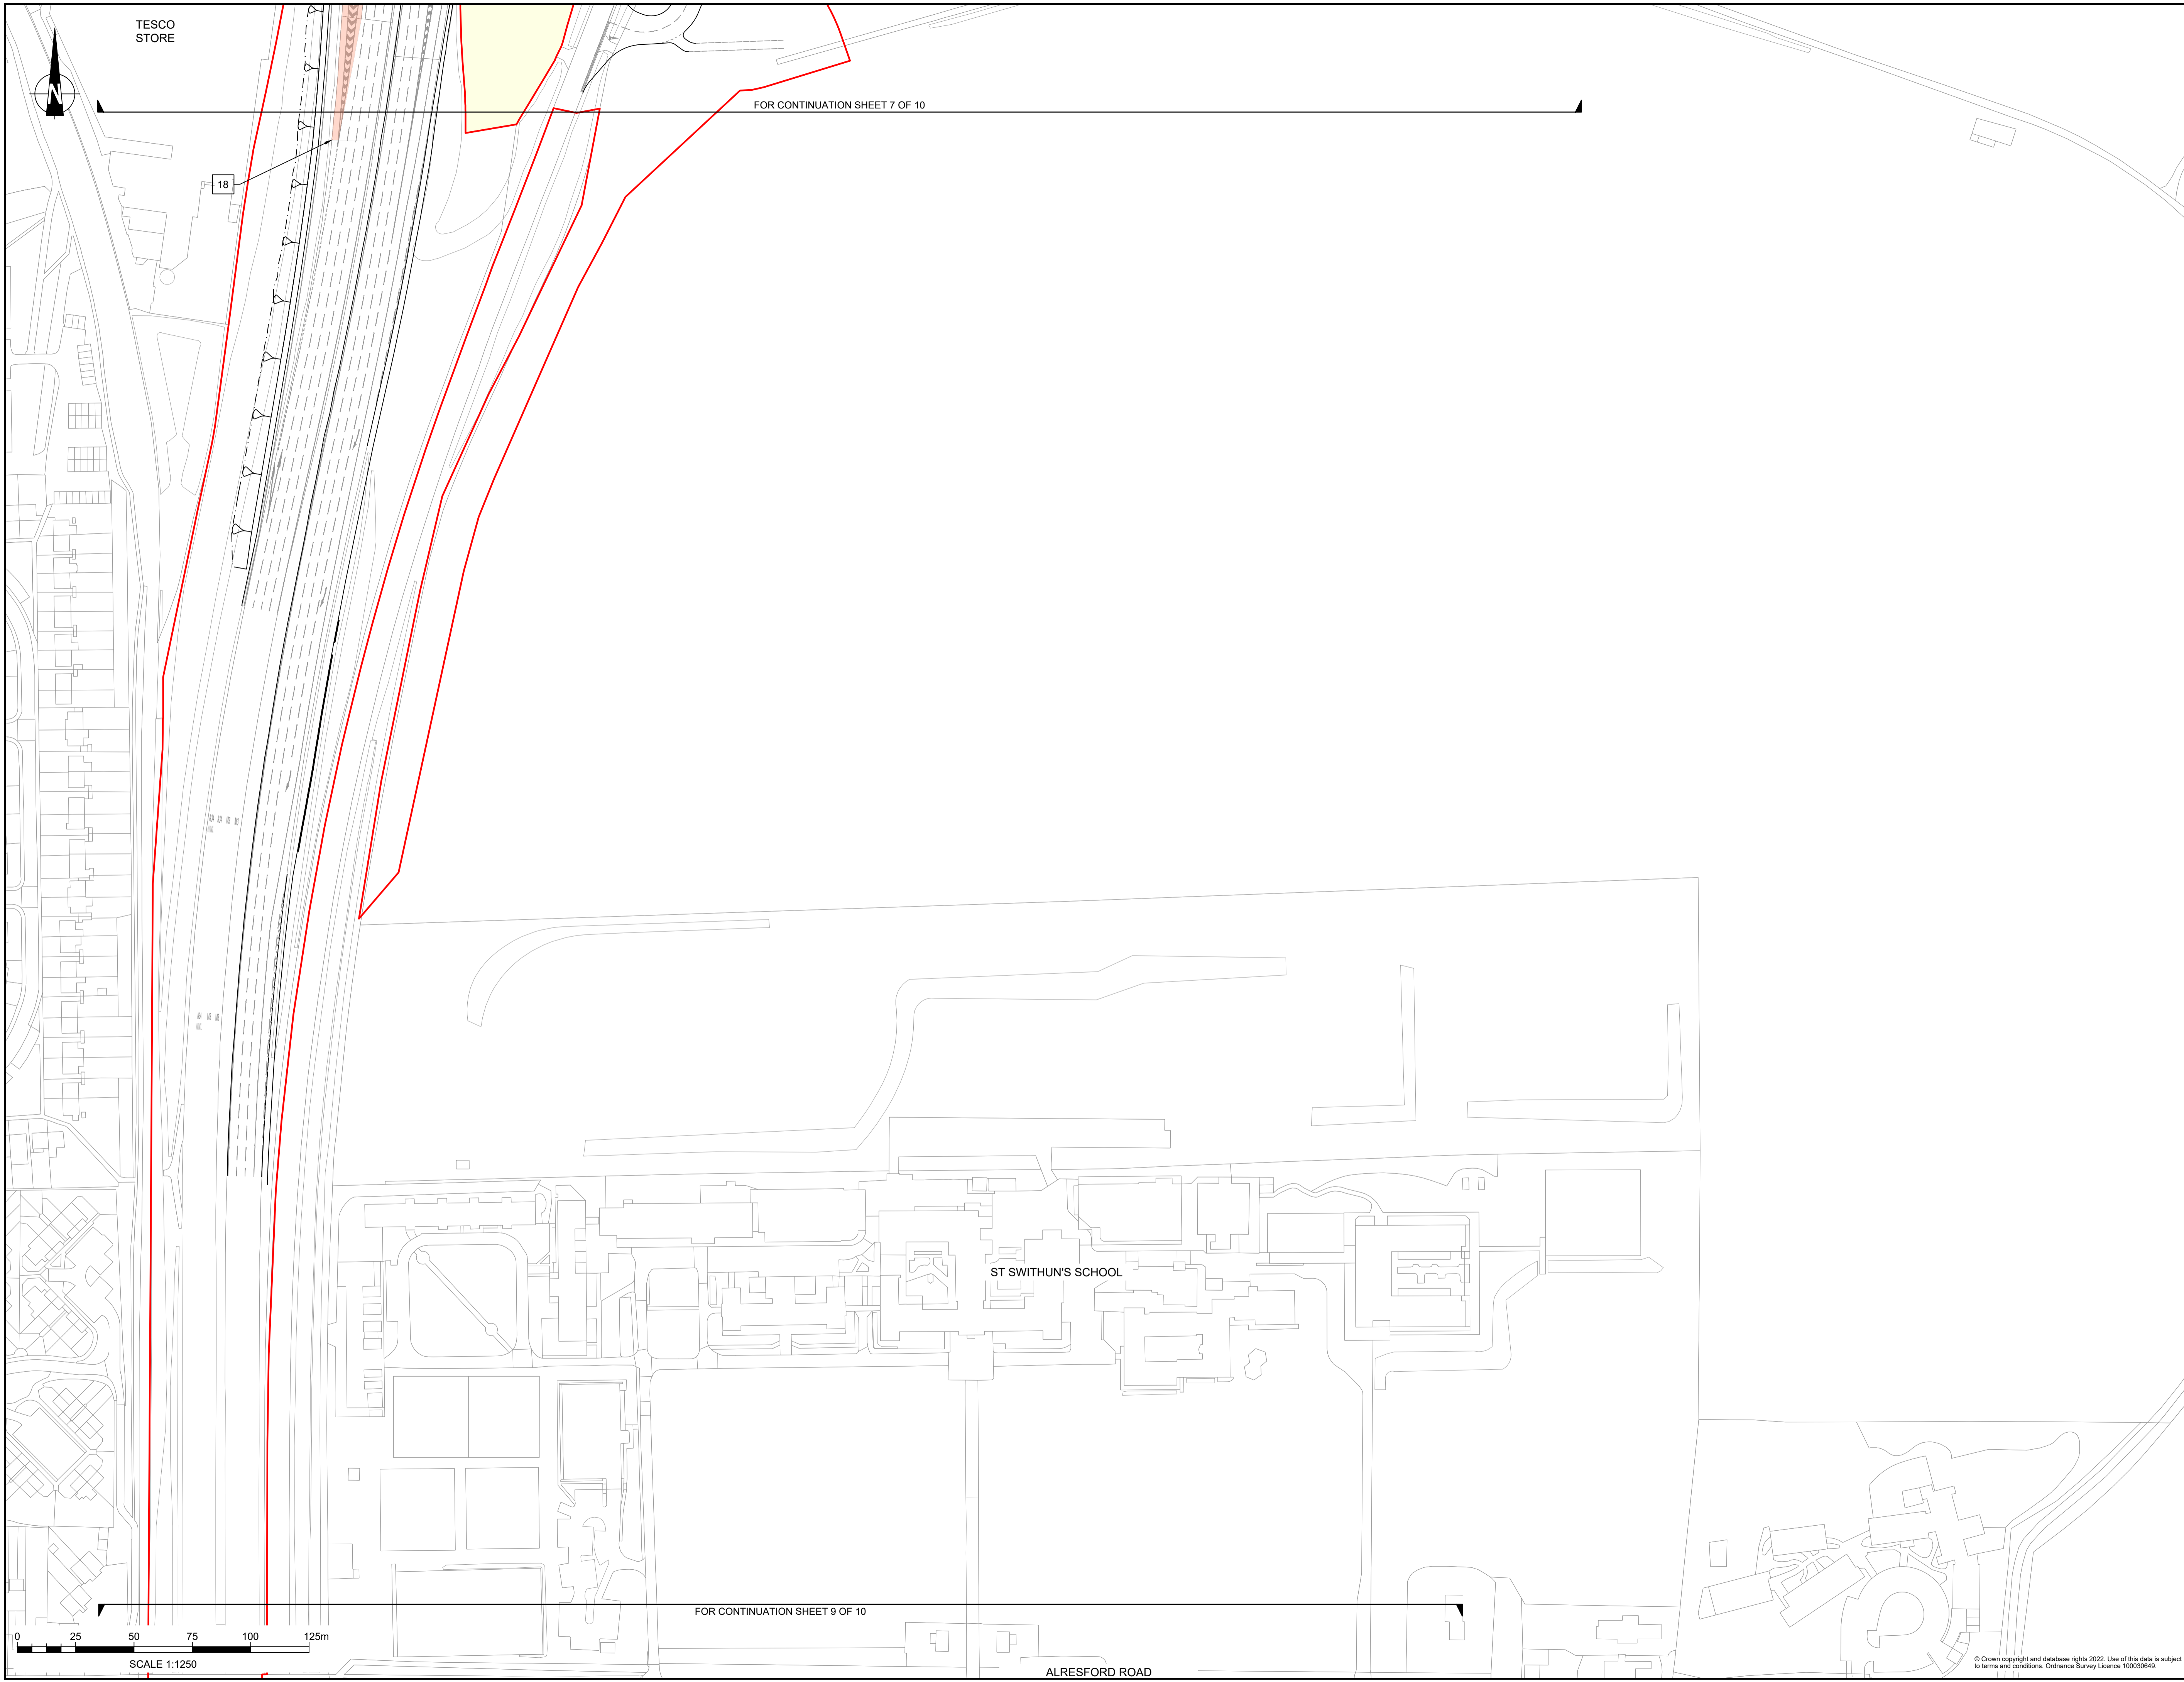 TESCO
STORE
N
FOR CONTINUATION SHEET 7 OF 10
18
ST SWITHUN'S SCHOOL
FOR CONTINUATION SHEET 9 OF 10
0 25 50 75 100 125m
SCALE 1:1250
ALRESFORD ROAD
© Crown copyright and database rights 2022. Use of this data is subject
to terms and conditions. Ordnance Survey Licence 100030649.